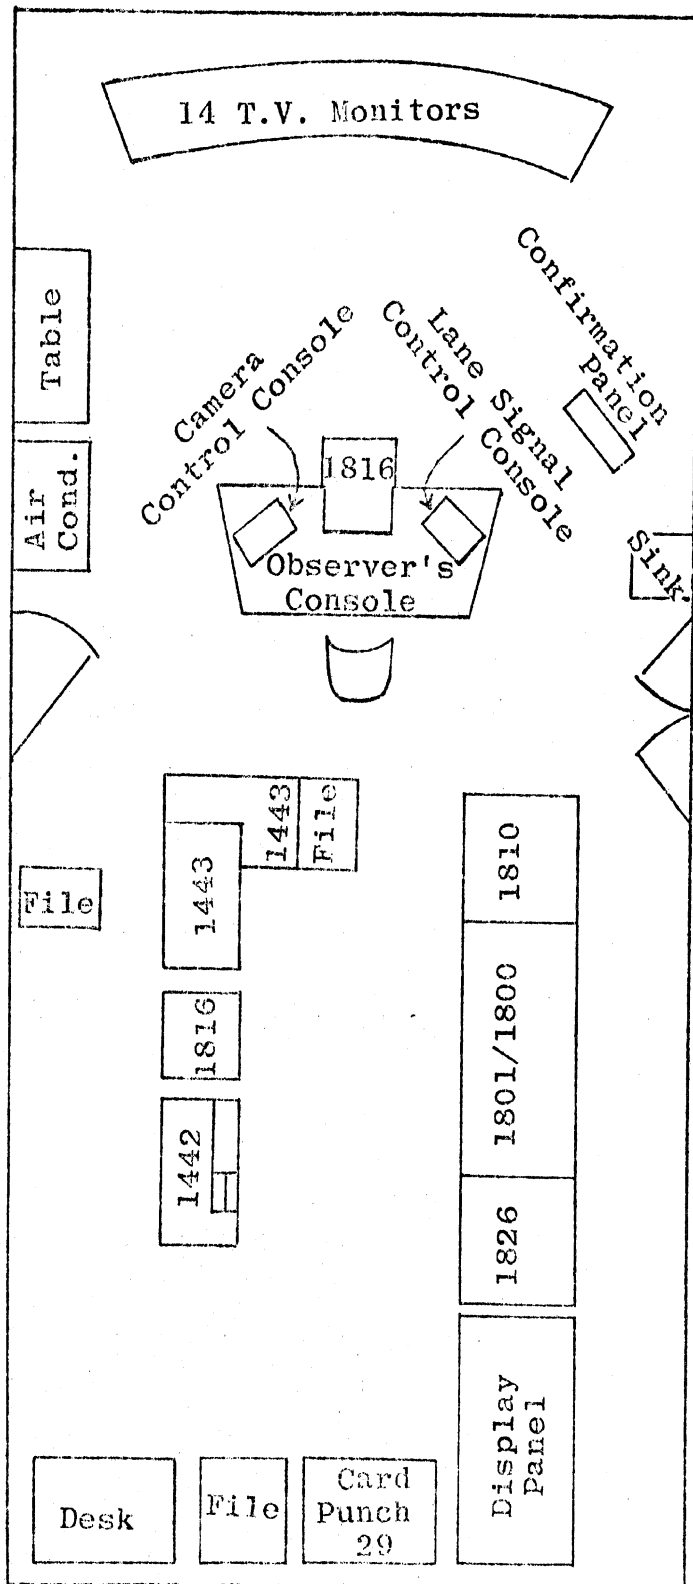 14 T.V. Monitors
Confirmation
Panel
Table
Camera
Control Console
Lane Signal
Control Console
Air
Cond.
1816
Sink
Observer's
Console
1443
File
1443
File
1816
1442
1810
1801/1800
1826
Display
Panel
Desk
File
Card
Punch
29